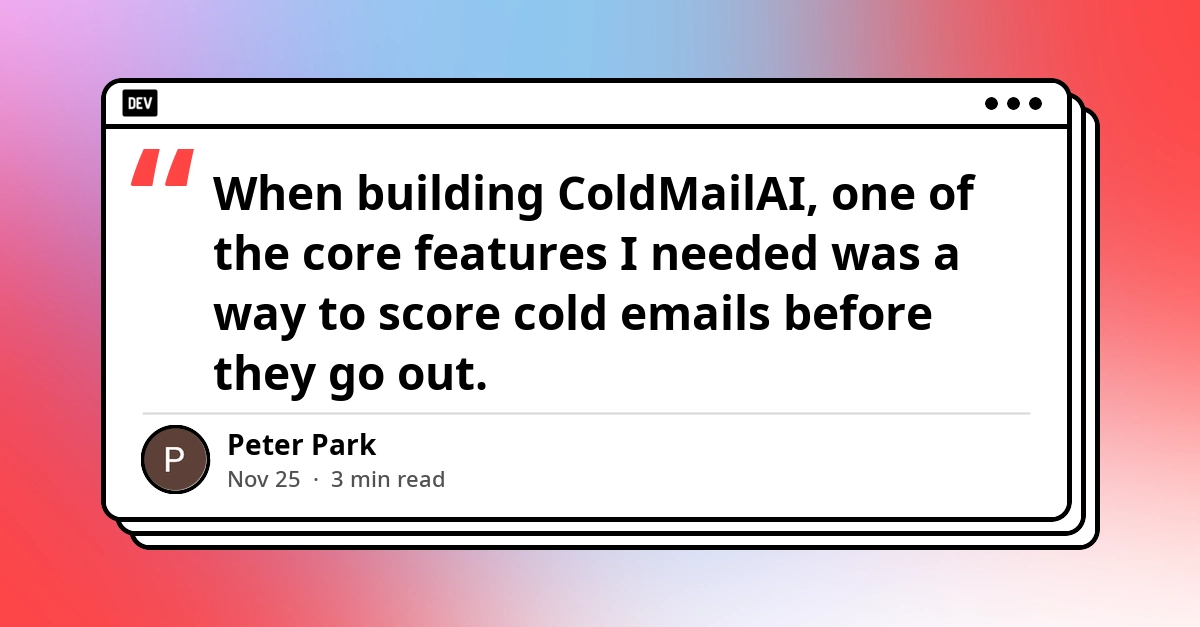 DEV
“
When building ColdMailAI, one of
the core features I needed was a
way to score cold emails before
they go out.
P
Peter Park
Nov 25 · 3 min read